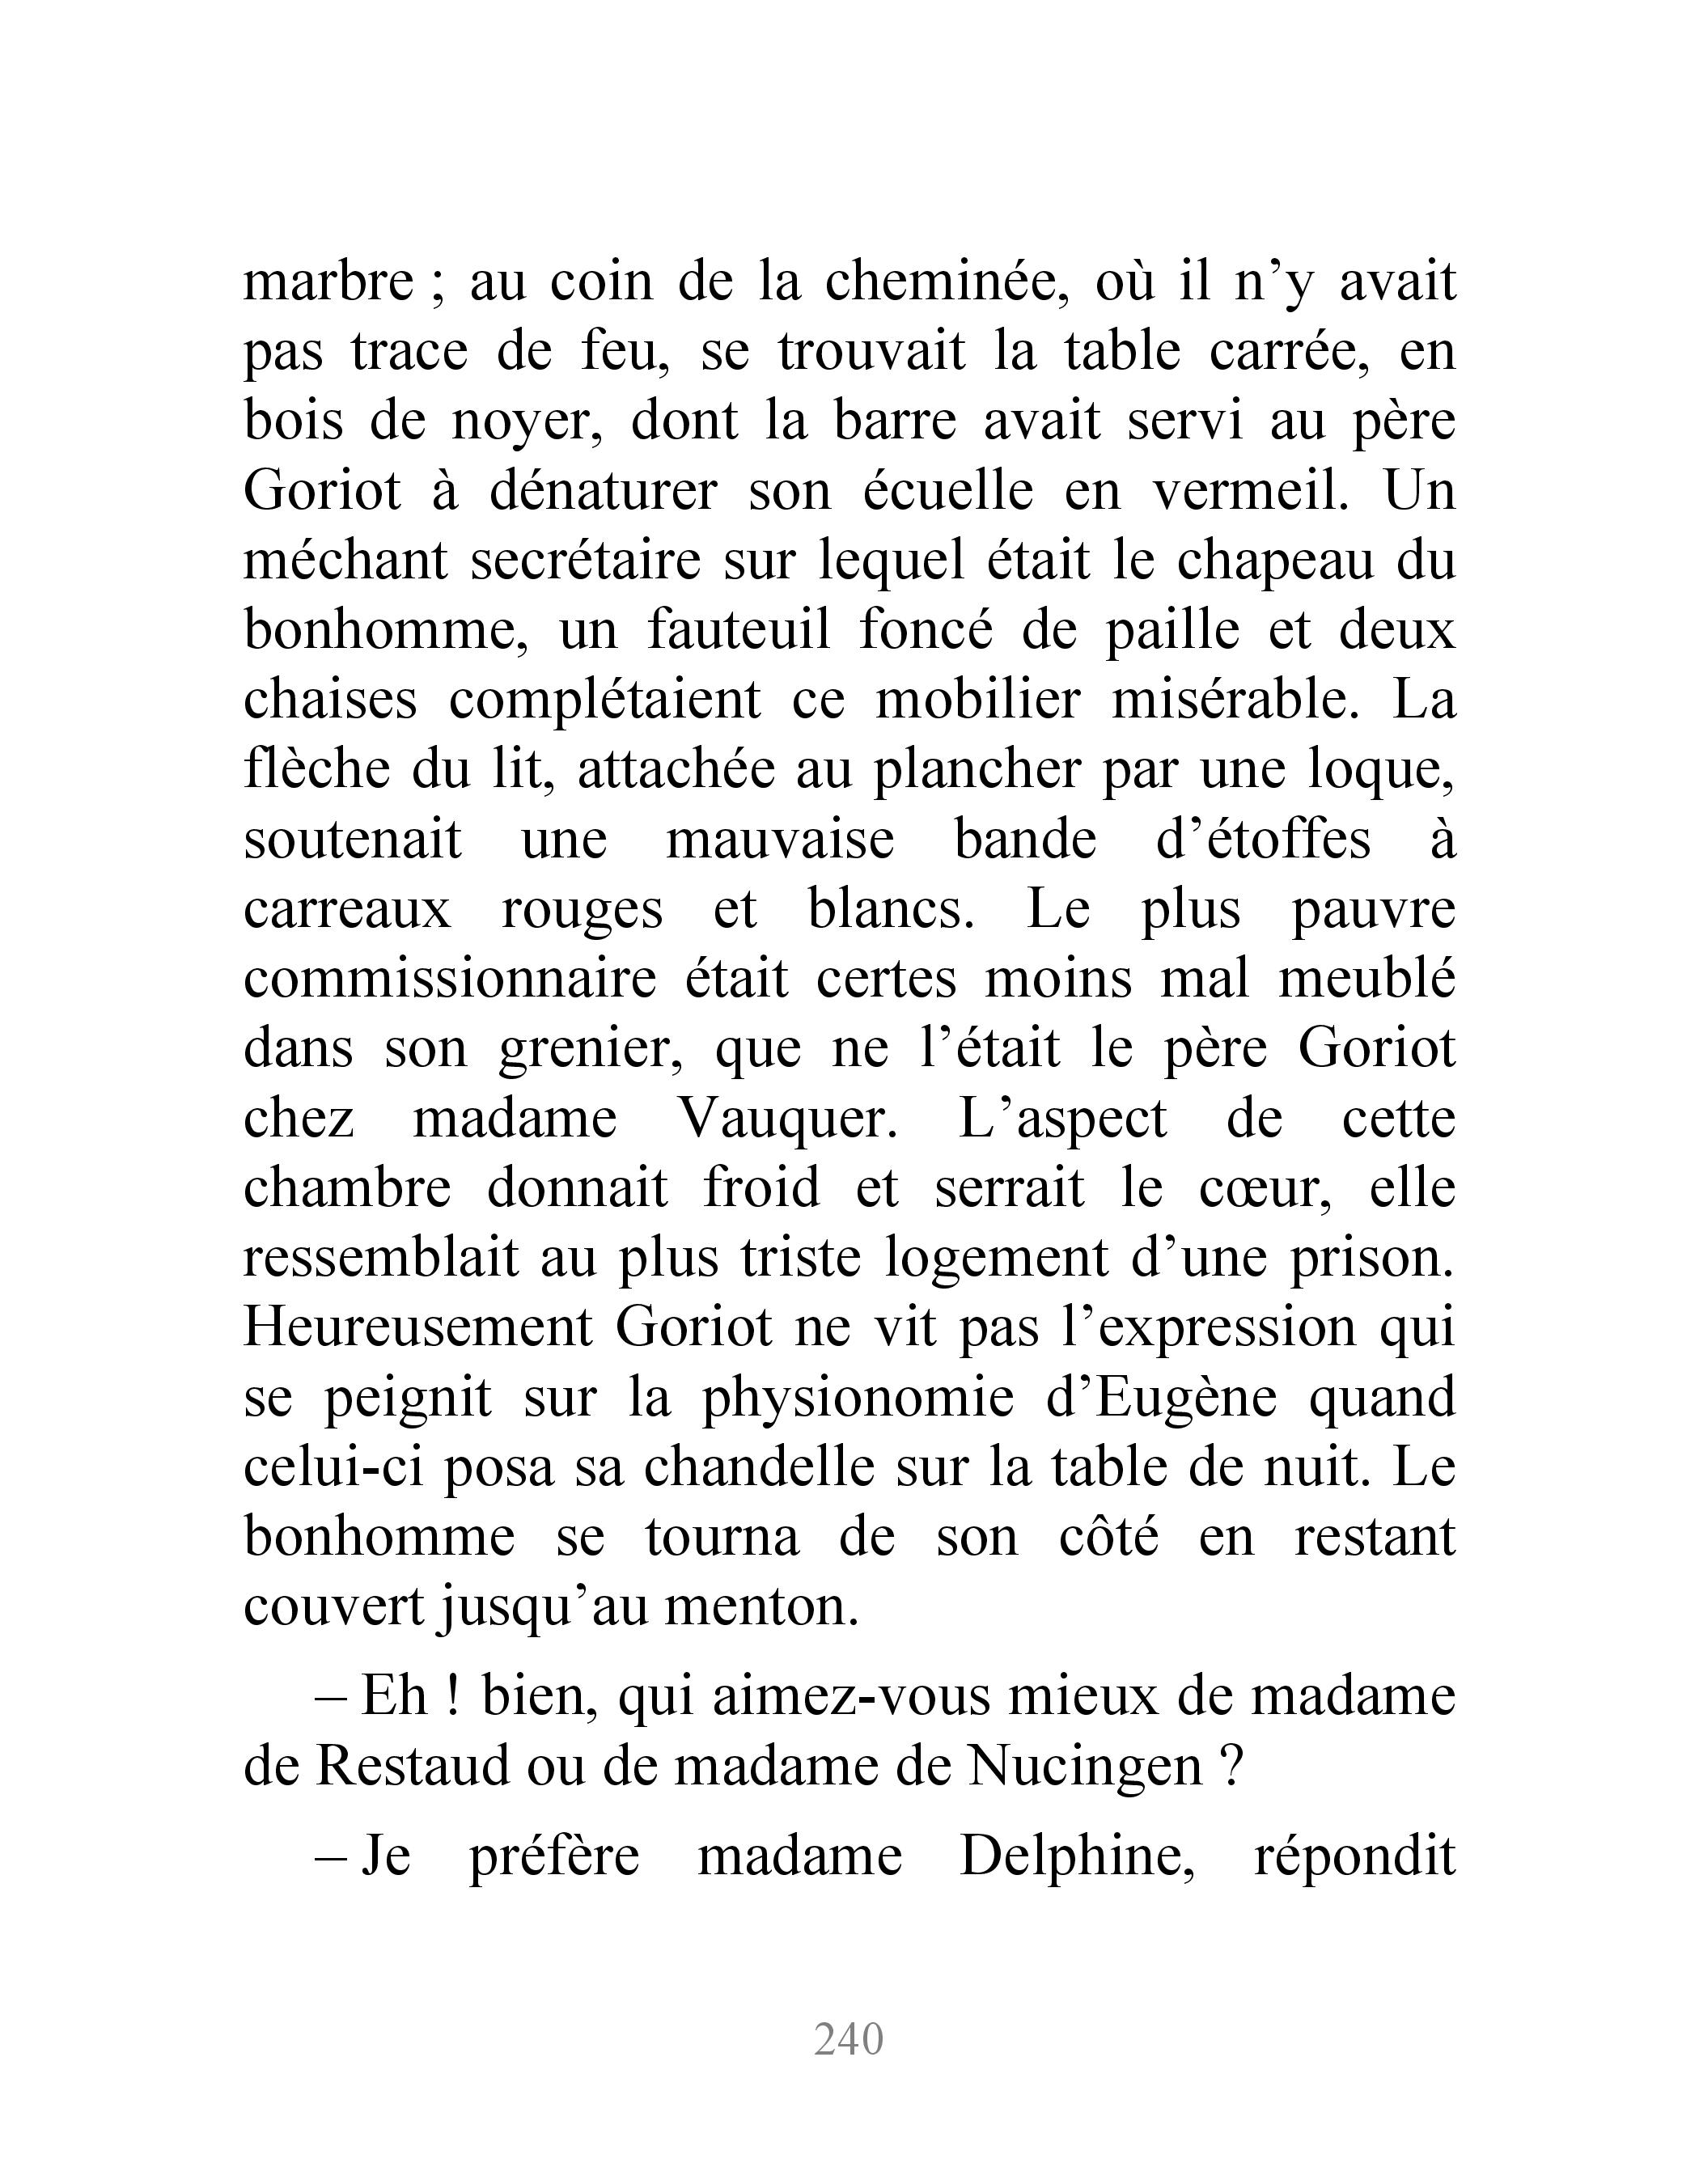 marbre ; au coin de la cheminée, où il n’y avait
pas trace de feu, se trouvait la table carrée, en
bois de noyer, dont la barre avait servi au père
Goriot à dénaturer son écuelle en vermeil. Un
méchant secrétaire sur lequel était le chapeau du
bonhomme, un fauteuil foncé de paille et deux
chaises complétaient ce mobilier misérable. La
flèche du lit, attachée au plancher par une loque,
soutenait une mauvaise bande d’étoffes à
carreaux rouges et blancs. Le plus pauvre
commissionnaire était certes moins mal meublé
dans son grenier, que ne l’était le père Goriot
chez madame Vauquer. L’aspect de cette
chambre donnait froid et serrait le cœur, elle
ressemblait au plus triste logement d’une prison.
Heureusement Goriot ne vit pas l’expression qui
se peignit sur la physionomie d’Eugène quand
celui-ci posa sa chandelle sur la table de nuit. Le
bonhomme se tourna de son côté en restant
couvert jusqu’au menton.
– Eh ! bien, qui aimez-vous mieux de madame
de Restaud ou de madame de Nucingen ?
– Je préfère madame Delphine, répondit
240